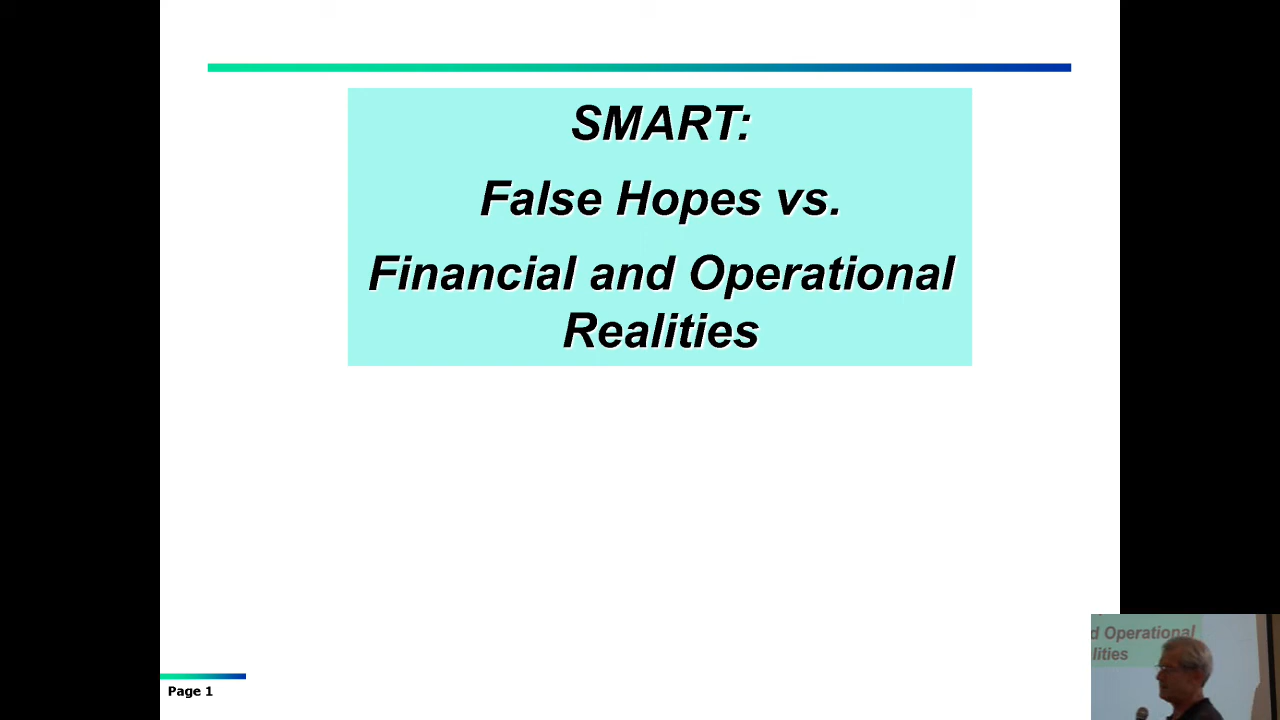 SMART:
False Hopes vs.
Financial and Operational
Realities
Page 1
d Operational
lities